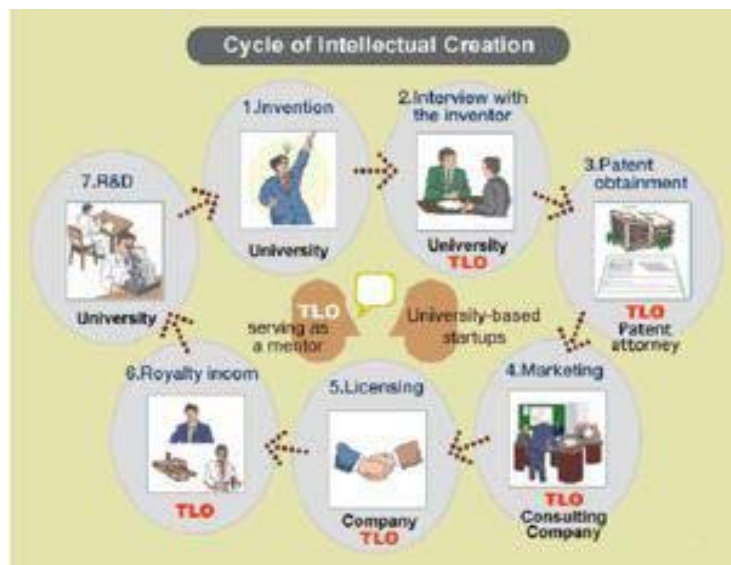 Cycle of Intellectual Creation
1.Invention
University
2.Interview with
the inventor
University
TLO
3.Patent
obtainment
TLO
Patent
attorney
4.Marketing
TLO
Consulting
Company
5.Licensing
Company
TLO
6.Royalty incom
TLO
7.R&D
University
TLO
serving as
a mentor
University-based
startups